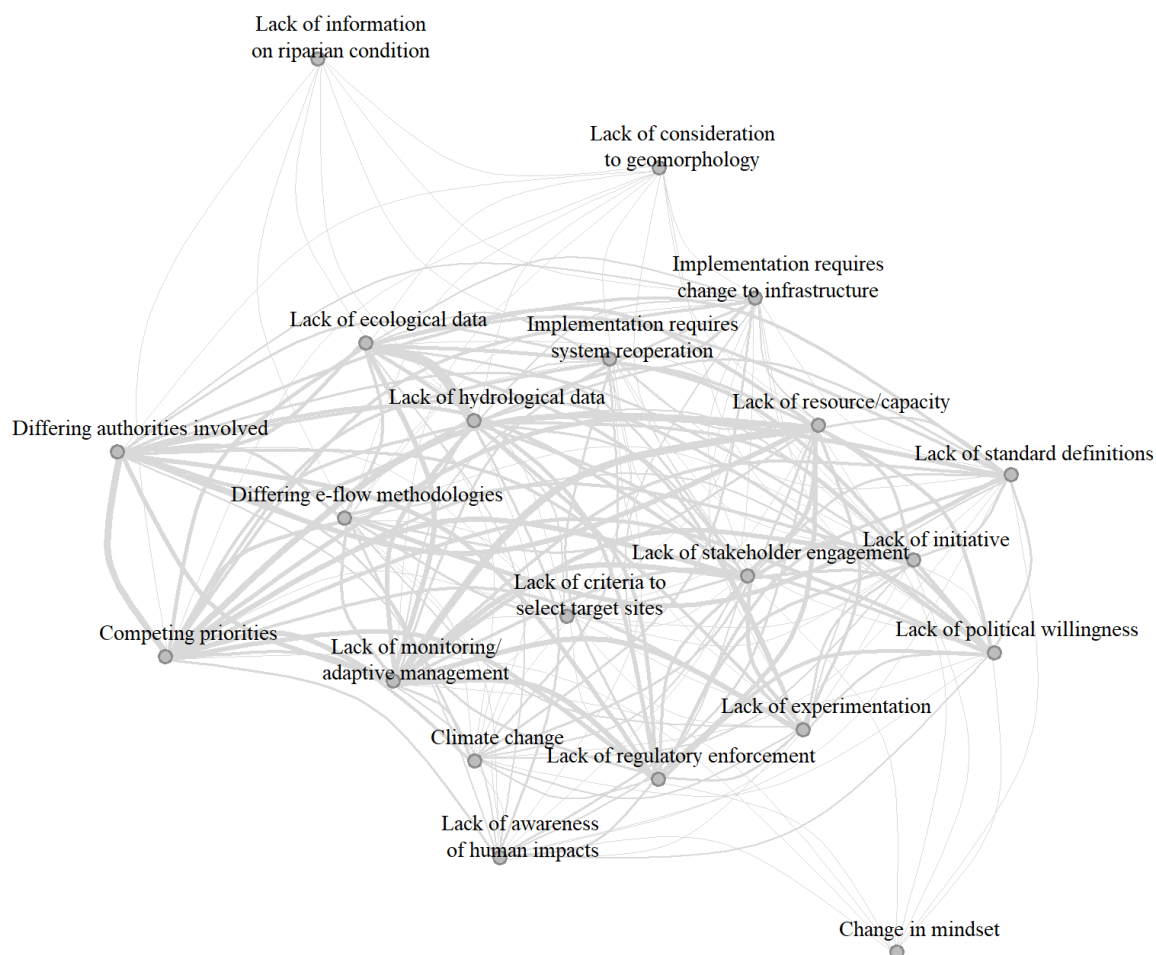 Lack of information
on riparian condition
Lack of consideration
to geomorphology
Implementation requires
change to infrastructure
Lack of ecological data
Implementation requires
system reoperation
Lack of hydrological data
Lack of resource/capacity
Differing authorities involved
Lack of standard definitions
Differing e-flow methodologies
Lack of initiative
Lack of stakeholder engagement
Lack of criteria to
select target sites
Competing priorities
Lack of political willingness
Lack of monitoring/
adaptive management
Lack of experimentation
Climate change
Lack of regulatory enforcement
Lack of awareness
of human impacts
Change in mindset